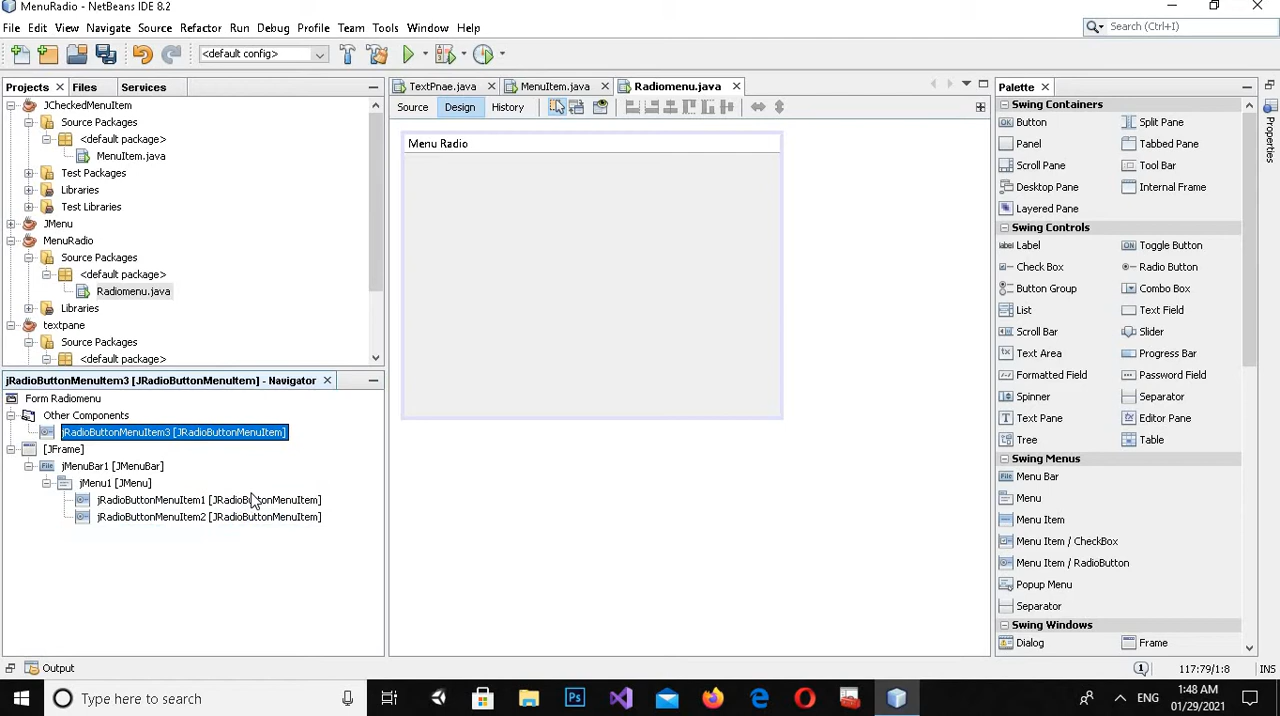 MenuRadio - NetBeans IDE 8.2
File Edit View Navigate Source Refactor Run Debug Profile Team Tools Window Help
Search (Ctrl+I)
<default config>
Projects Files Services
JCheckedMenuItem
Source Packages
<default package>
MenuItem.java
Test Packages
Libraries
Test Libraries
JMenu
MenuRadio
Source Packages
<default package>
Radiomenu.java
Libraries
textpane
Source Packages
<default package>
jRadioButtonMenuItem3 [JRadioButtonMenuItem] - Navigator
Form Radiomenu
Other Components
jRadioButtonMenuItem3 [JRadioButtonMenuItem]
[JFrame]
jMenuBar1 [JMenuBar]
jMenu1 [JMenu]
jRadioButtonMenuItem1 [JRadioButtonMenuItem]
jRadioButtonMenuItem2 [JRadioButtonMenuItem]
TextPnae.java MenuItem.java Radiomenu.java
Source Design History
Menu Radio
Palette
Swing Containers
Button Split Pane
Panel Tabbed Pane
Scroll Pane Tool Bar
Desktop Pane Internal Frame
Layered Pane
Swing Controls
Label Toggle Button
Check Box Radio Button
Button Group Combo Box
List Text Field
Scroll Bar Slider
Text Area Progress Bar
Formatted Field Password Field
Spinner Separator
Text Pane Editor Pane
Tree Table
Swing Menus
Menu Bar
Menu
Menu Item
Menu Item / CheckBox
Menu Item / RadioButton
Popup Menu
Separator
Swing Windows
Dialog Frame
Properties
Output
117:79/1:8 INS
Type here to search
ENG
1:48 AM
01/29/2021